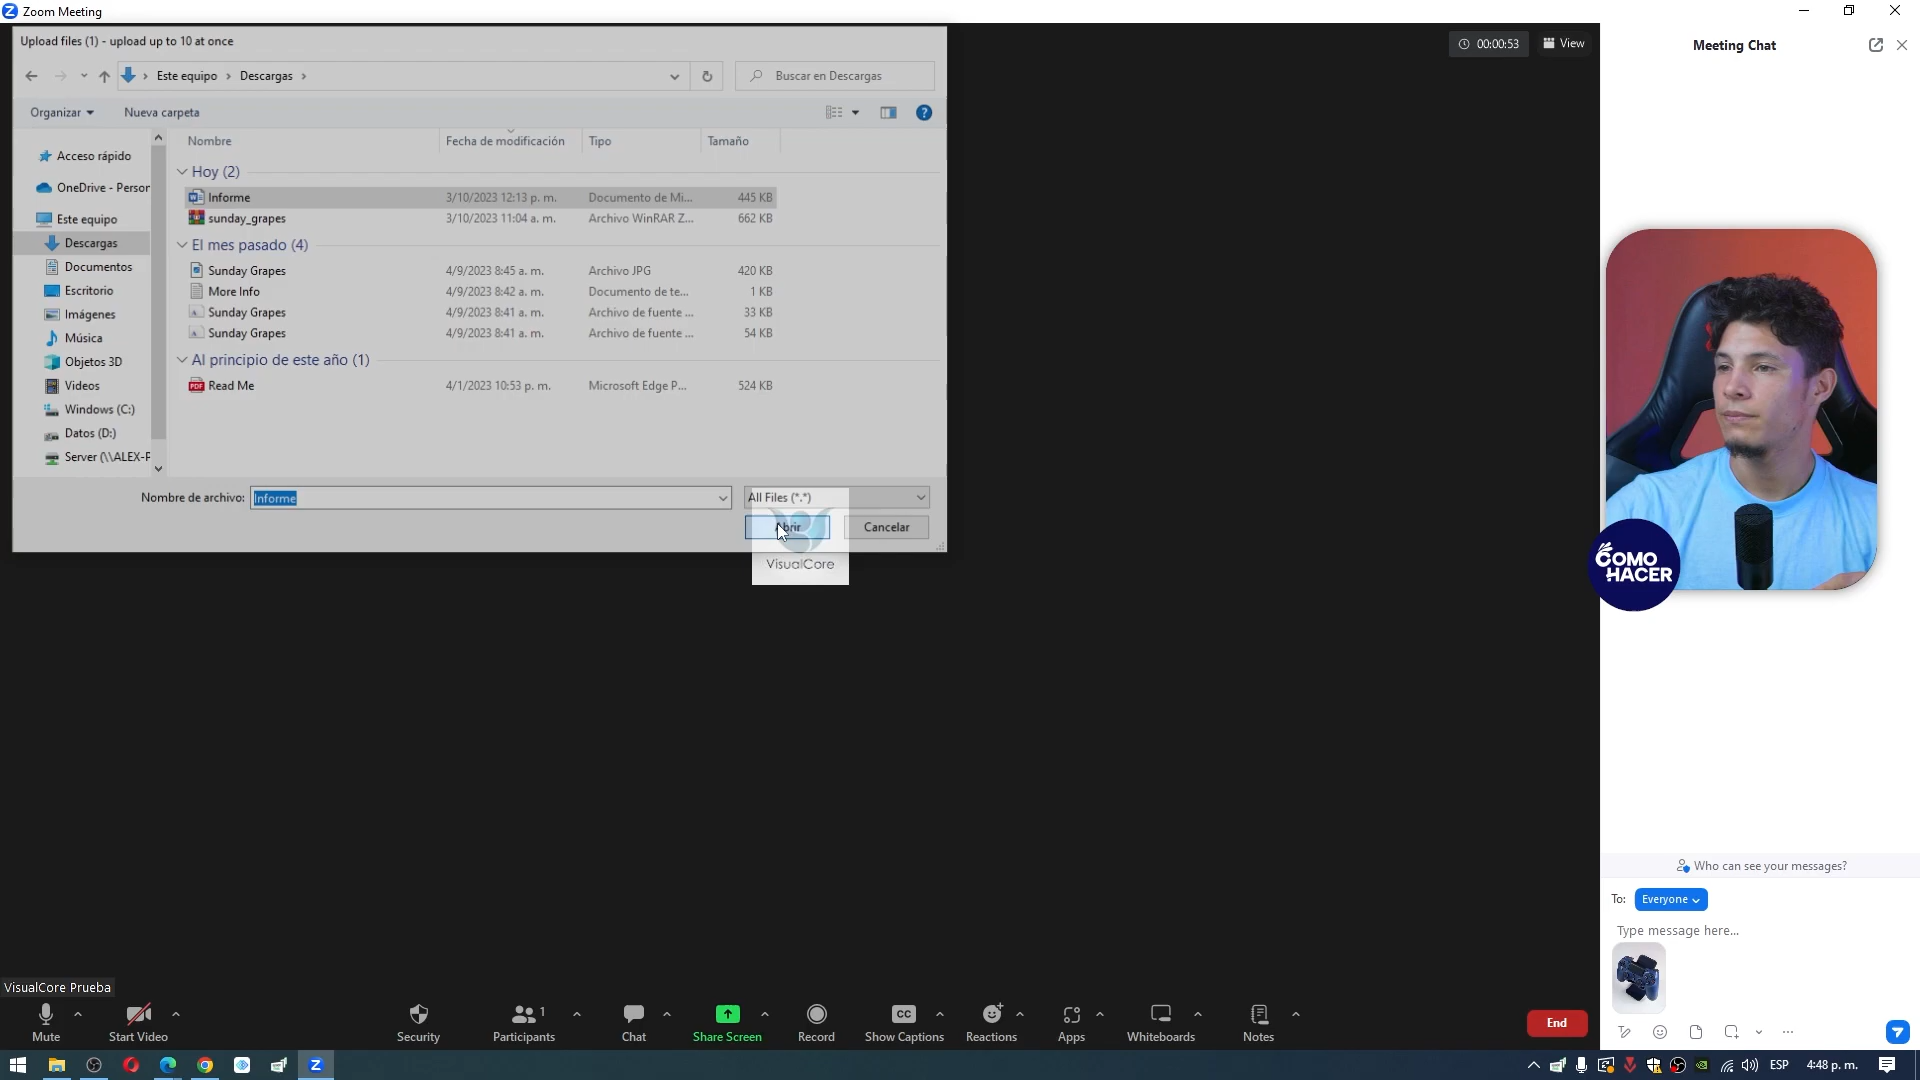 Zoom Meeting
Upload files (1) - upload up to 10 at once
Este equipo > Descargas >
Buscar en Descargas
Organizar
Nueva carpeta
Nombre
Fecha de modificación
Tipo
Tamaño
Acceso rápido
OneDrive - Person
Este equipo
Descargas
Documentos
Escritorio
Imágenes
Música
Objetos 3D
Videos
Windows (C:)
Datos (D:)
Server (\\ALEX-P
Hoy (2)
Informe 3/10/2023 12:13 p. m. Documento de Mi... 445 KB
sunday_grapes 3/10/2023 11:04 a. m. Archivo WinRAR Z... 662 KB
El mes pasado (4)
Sunday Grapes 4/9/2023 8:45 a. m. Archivo JPG 420 KB
More Info 4/9/2023 8:42 a. m. Documento de te... 1 KB
Sunday Grapes 4/9/2023 8:41 a. m. Archivo de fuente ... 33 KB
Sunday Grapes 4/9/2023 8:41 a. m. Archivo de fuente ... 54 KB
Al principio de este año (1)
Read Me 4/1/2023 10:53 p. m. Microsoft Edge P... 524 KB
Nombre de archivo: Informe
All Files (*.*)
Abrir
Cancelar
VisualCore
00:00:53
View
Meeting Chat
COMO
HACER
Who can see your messages?
To: Everyone
Type message here...
VisualCore Prueba
Mute
Start Video
Security
Participants
1
Chat
Share Screen
Record
CC
Show Captions
Reactions
Apps
Whiteboards
Notes
End
ESP
4:48 p. m.